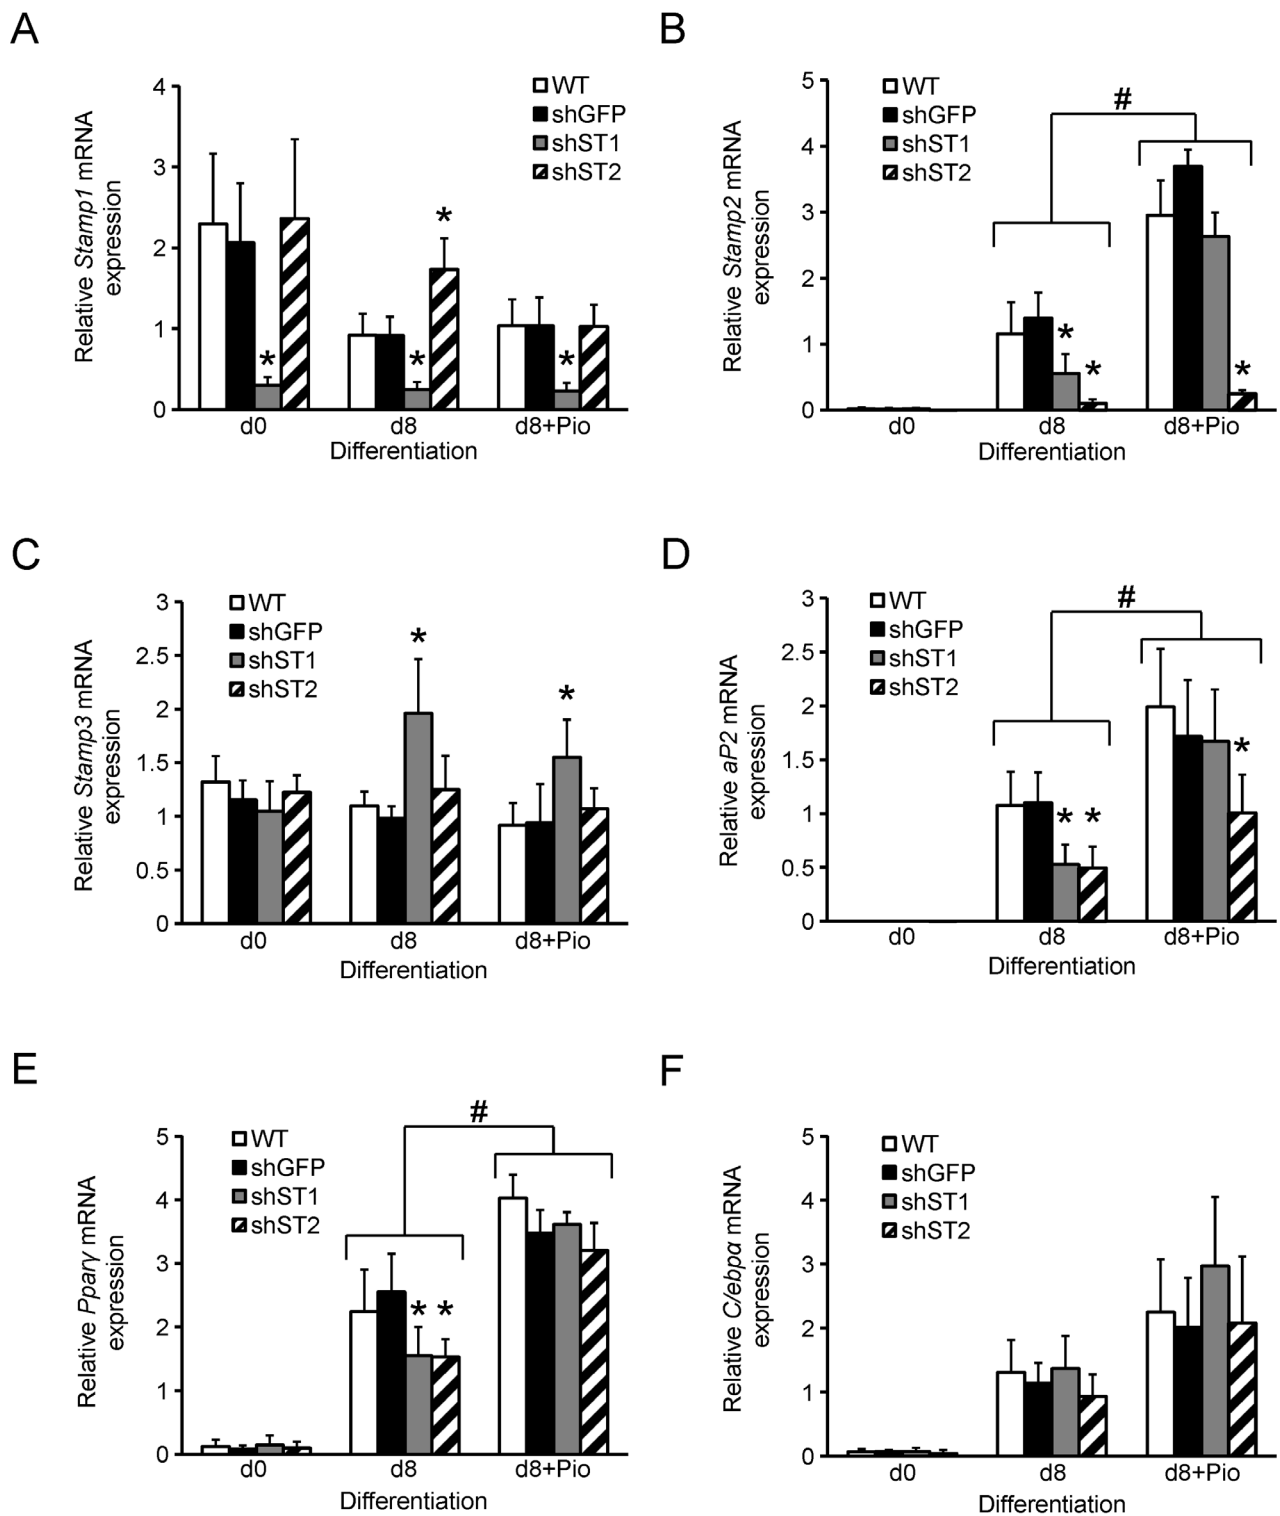 A
Relative Stamp1 mRNA
expression
4
3
2
1
0
WT
shGFP
shST1
shST2
*
*
*
*
d0
d8
d8+Pio
Differentiation
B
Relative Stamp2 mRNA
expression
5
4
3
2
1
0
WT
shGFP
shST1
shST2
#
*
*
*
d0
d8
d8+Pio
Differentiation
C
Relative Stamp3 mRNA
expression
3
2.5
2
1.5
1
0.5
0
WT
shGFP
shST1
shST2
*
*
d0
d8
d8+Pio
Differentiation
D
Relative aP2 mRNA
expression
3
2.5
2
1.5
1
0.5
0
WT
shGFP
shST1
shST2
#
*
*
*
d0
d8
d8+Pio
Differentiation
E
Relative Pparγ mRNA
expression
5
4
3
2
1
0
WT
shGFP
shST1
shST2
#
*
*
d0
d8
d8+Pio
Differentiation
F
Relative C/ebpα mRNA
expression
5
4
3
2
1
0
WT
shGFP
shST1
shST2
d0
d8
d8+Pio
Differentiation